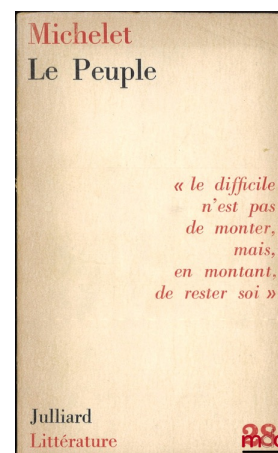 Michelet
Le Peuple
« le difficile
n'est pas
de monter,
mais,
en montant,
de rester soi »
Julliard
Littérature